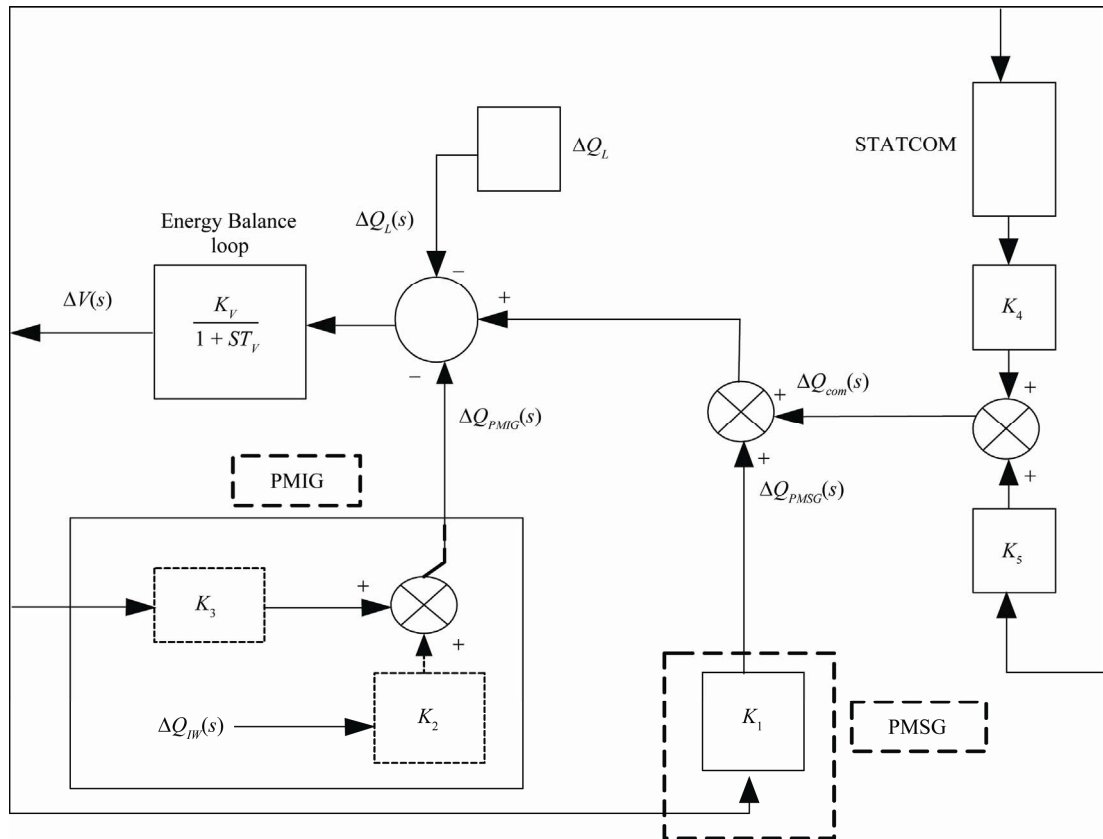 STATCOM
ΔQ_L
ΔQ_L(s)
Energy Balance
loop
ΔV(s)
K_V
1 + ST_V
−
+
−
K_4
+
ΔQ_com(s)
+
+
ΔQ_PMIG(s)
+
ΔQ_PMSG(s)
PMIG
K_5
K_3
+
+
ΔQ_IW(s)
K_2
K_1
PMSG